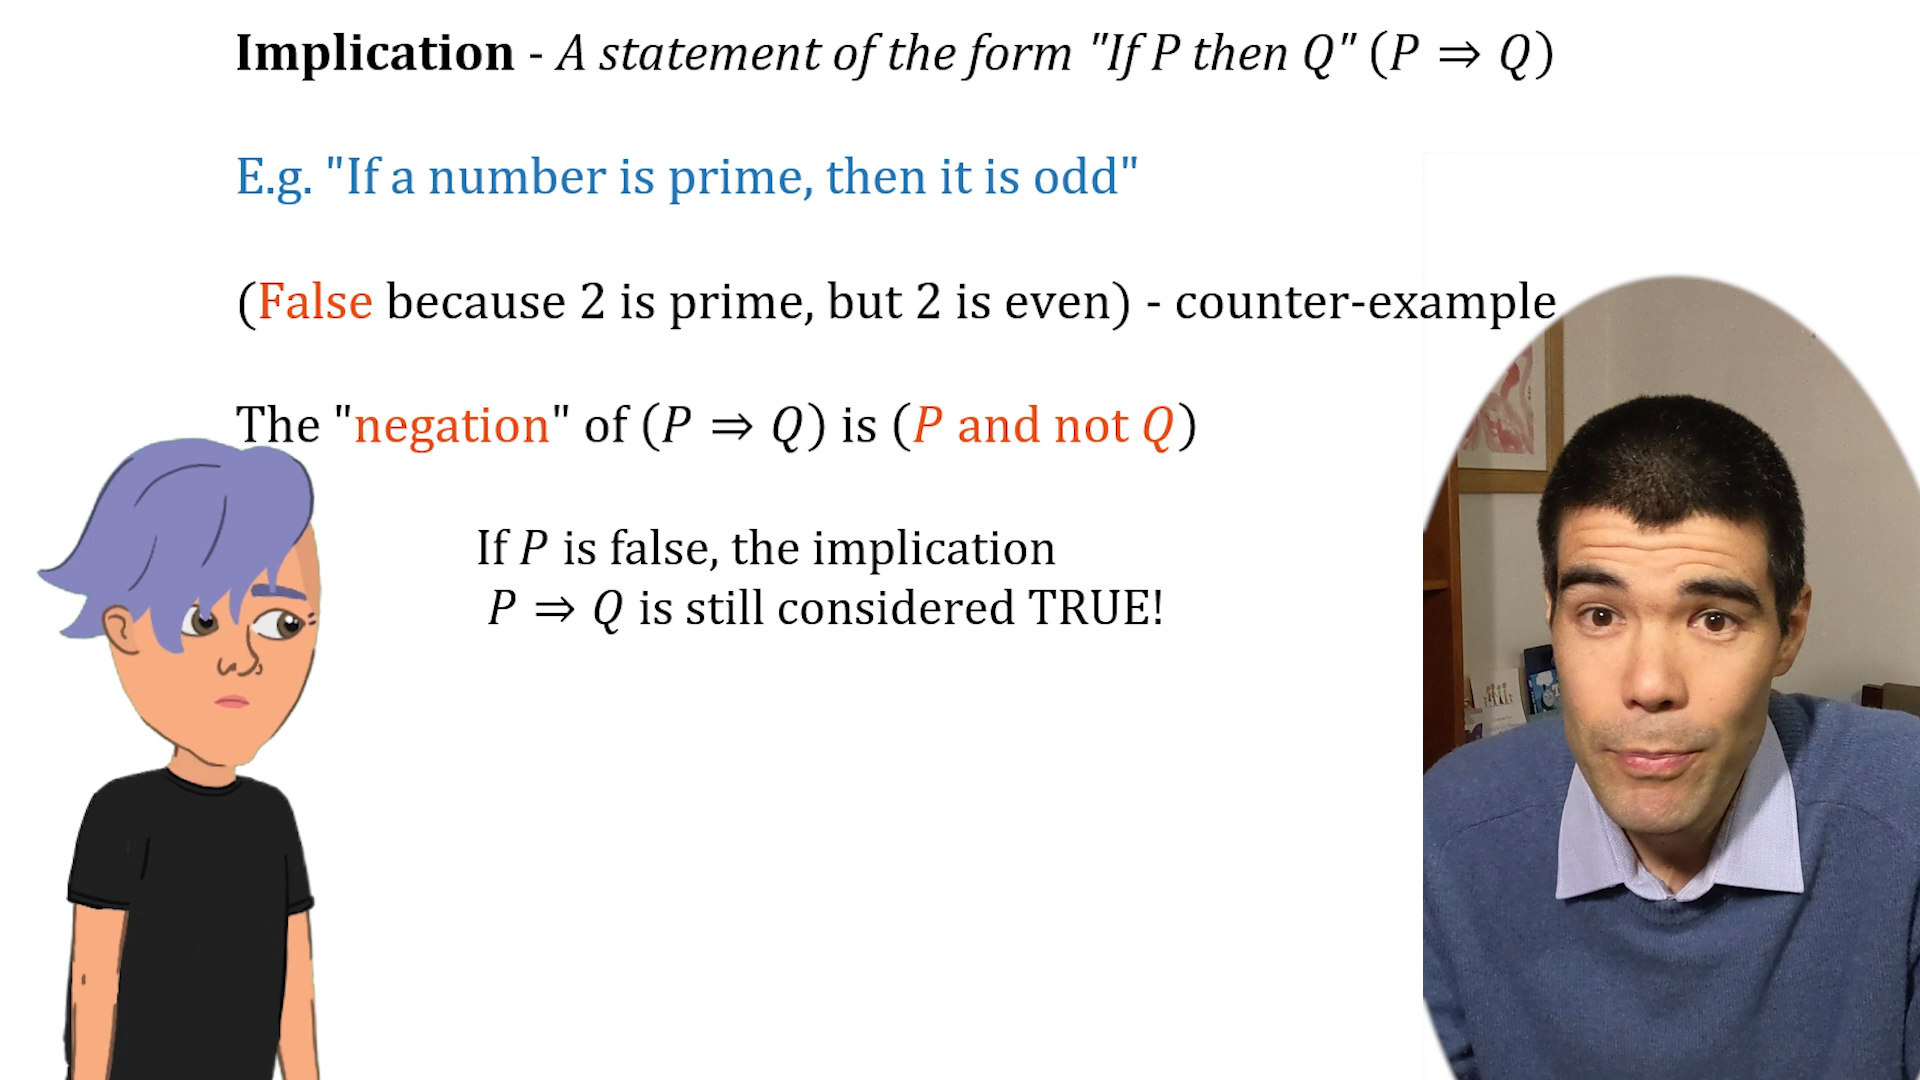 Implication - A statement of the form "If P then Q" (P ⇒ Q)
E.g. "If a number is prime, then it is odd"
(False because 2 is prime, but 2 is even) - counter-example
The "negation" of (P ⇒ Q) is (P and not Q)
If P is false, the implication
P ⇒ Q is still considered TRUE!